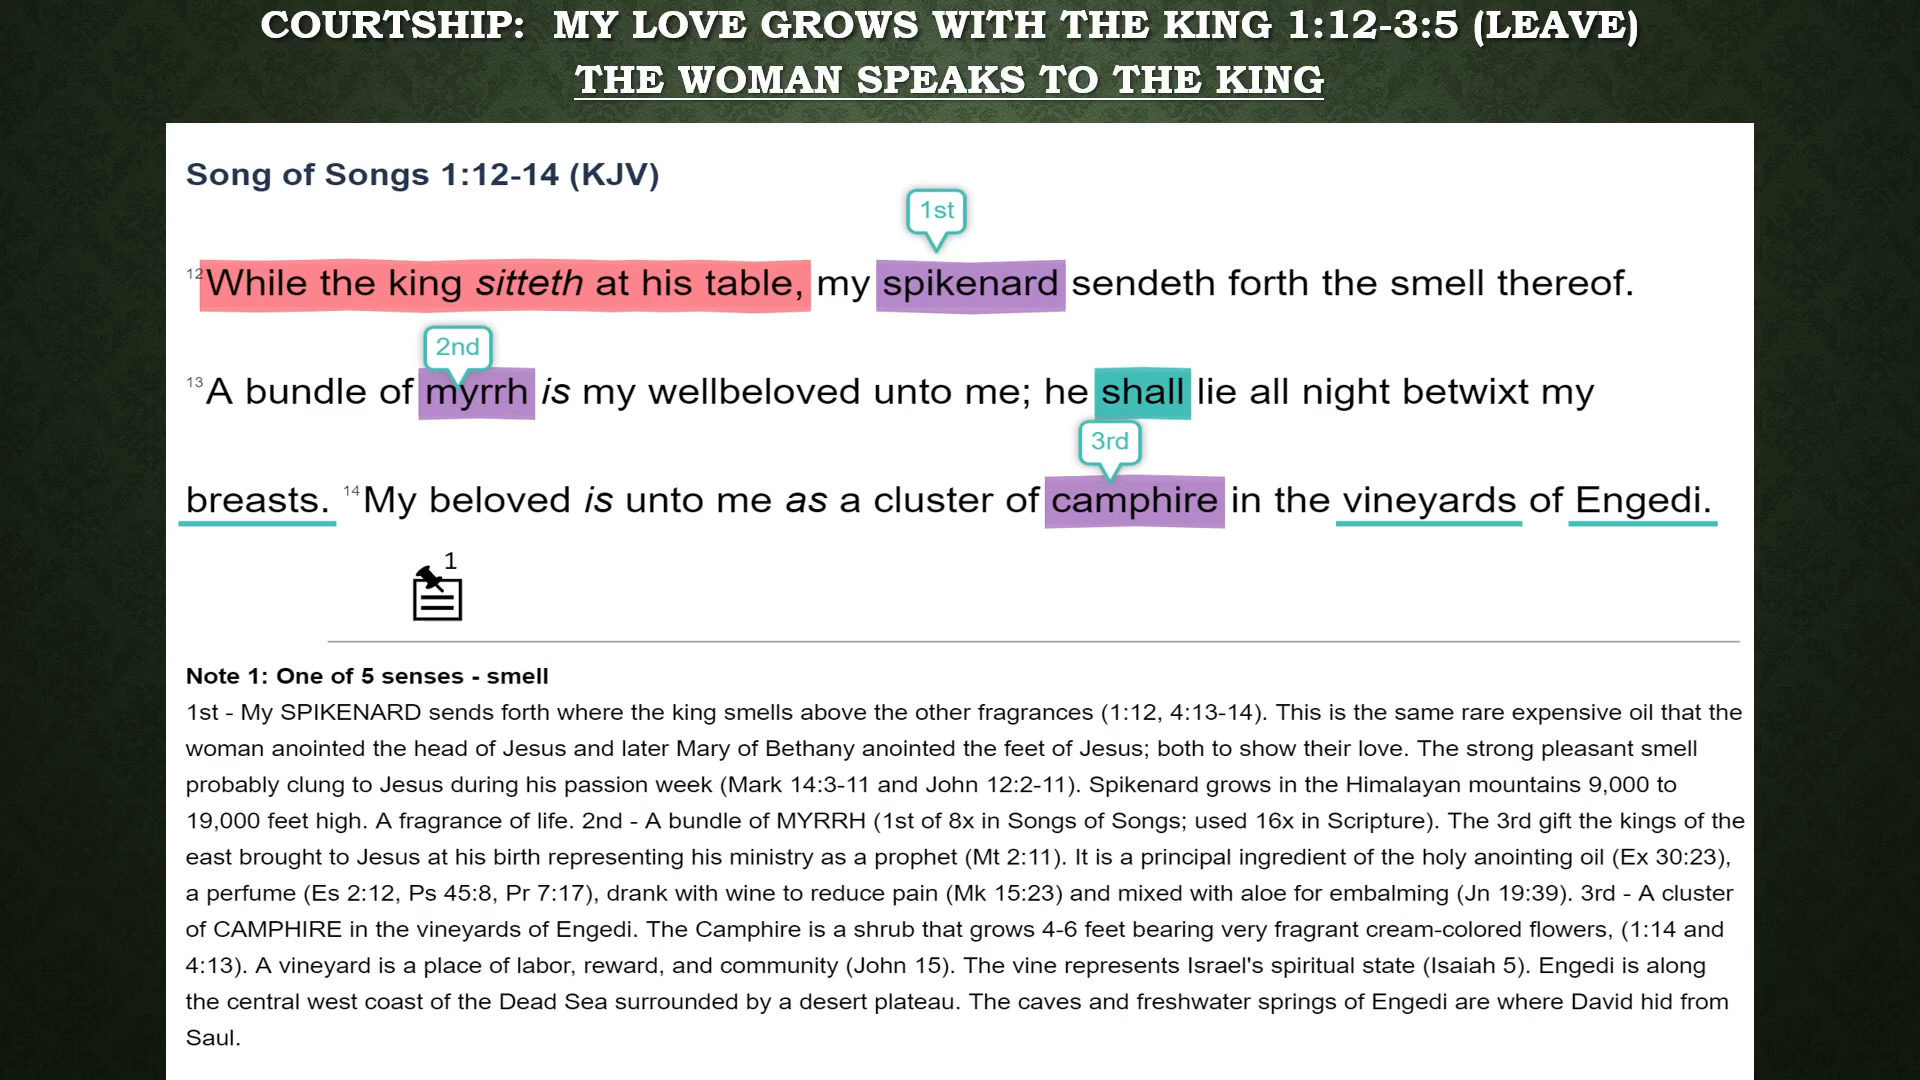 COURTSHIP: MY LOVE GROWS WITH THE KING 1:12-3:5 (LEAVE)
THE WOMAN SPEAKS TO THE KING
Song of Songs 1:12-14 (KJV)
1st
12 While the king sitteth at his table, my spikenard sendeth forth the smell thereof.
2nd
13 A bundle of myrrh is my wellbeloved unto me; he shall lie all night betwixt my
3rd
breasts. 14 My beloved is unto me as a cluster of camphire in the vineyards of Engedi.
1
Note 1: One of 5 senses - smell
1st - My SPIKENARD sends forth where the king smells above the other fragrances (1:12, 4:13-14). This is the same rare expensive oil that the
woman anointed the head of Jesus and later Mary of Bethany anointed the feet of Jesus; both to show their love. The strong pleasant smell
probably clung to Jesus during his passion week (Mark 14:3-11 and John 12:2-11). Spikenard grows in the Himalayan mountains 9,000 to
19,000 feet high. A fragrance of life. 2nd - A bundle of MYRRH (1st of 8x in Songs of Songs; used 16x in Scripture). The 3rd gift the kings of the
east brought to Jesus at his birth representing his ministry as a prophet (Mt 2:11). It is a principal ingredient of the holy anointing oil (Ex 30:23),
a perfume (Es 2:12, Ps 45:8, Pr 7:17), drank with wine to reduce pain (Mk 15:23) and mixed with aloe for embalming (Jn 19:39). 3rd - A cluster
of CAMPHIRE in the vineyards of Engedi. The Camphire is a shrub that grows 4-6 feet bearing very fragrant cream-colored flowers, (1:14 and
4:13). A vineyard is a place of labor, reward, and community (John 15). The vine represents Israel's spiritual state (Isaiah 5). Engedi is along
the central west coast of the Dead Sea surrounded by a desert plateau. The caves and freshwater springs of Engedi are where David hid from
Saul.